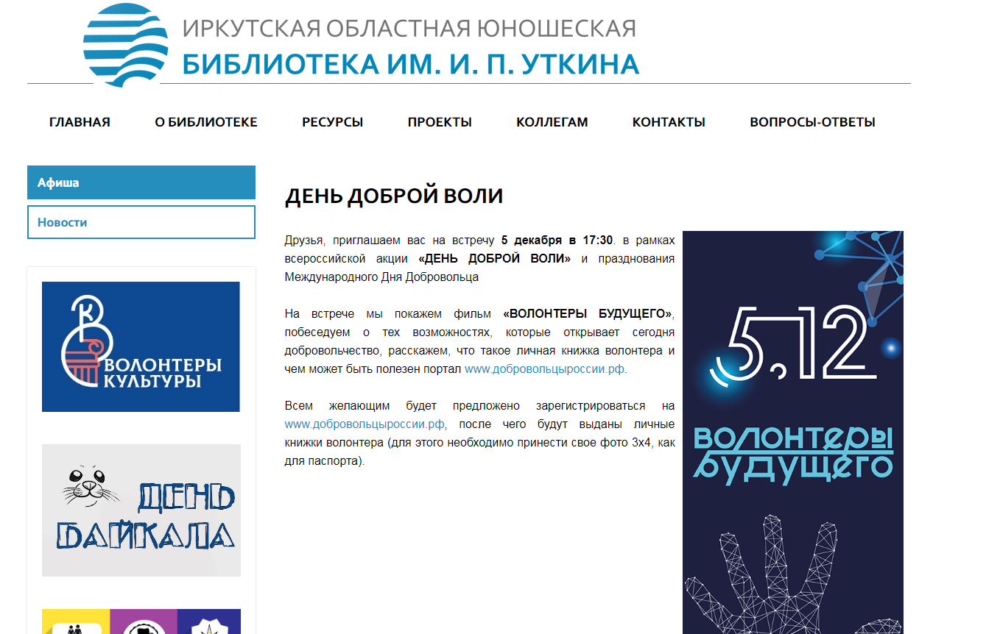 ИРКУТСКАЯ ОБЛАСТНАЯ ЮНОШЕСКАЯ
БИБЛИОТЕКА ИМ. И. П. УТКИНА
ГЛАВНАЯ О БИБЛИОТЕКЕ РЕСУРСЫ ПРОЕКТЫ КОЛЛЕГАМ КОНТАКТЫ ВОПРОСЫ-ОТВЕТЫ
Афиша
Новости
ВОЛОНТЕРЫ
КУЛЬТУРЫ
ДЕНЬ
БАЙКАЛА
ДЕНЬ ДОБРОЙ ВОЛИ
Друзья, приглашаем вас на встречу 5 декабря в 17:30. в рамках
всероссийской акции «ДЕНЬ ДОБРОЙ ВОЛИ» и празднования
Международного Дня Добровольца
На встрече мы покажем фильм «ВОЛОНТЕРЫ БУДУЩЕГО»,
побеседуем о тех возможностях, которые открывает сегодня
добровольчество, расскажем, что такое личная книжка волонтера и
чем может быть полезен портал www.добровольцыроссии.рф.
Всем желающим будет предложено зарегистрироваться на
www.добровольцыроссии.рф, после чего будут выданы личные
книжки волонтера (для этого необходимо принести свое фото 3х4, как
для паспорта).
5.12
волонтеры
будущего